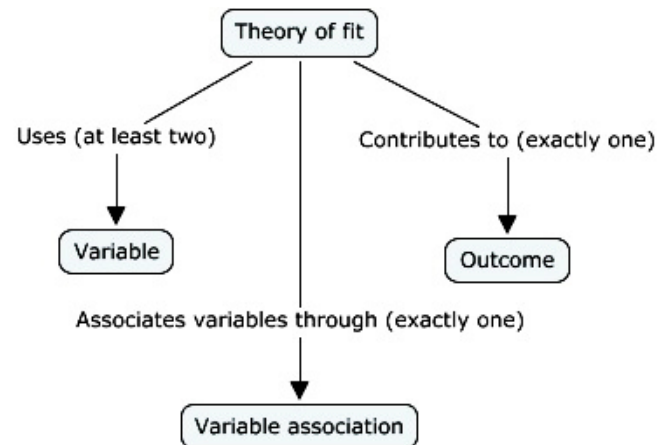 Theory of fit
Uses (at least two)
Contributes to (exactly one)
Variable
Outcome
Associates variables through (exactly one)
Variable association